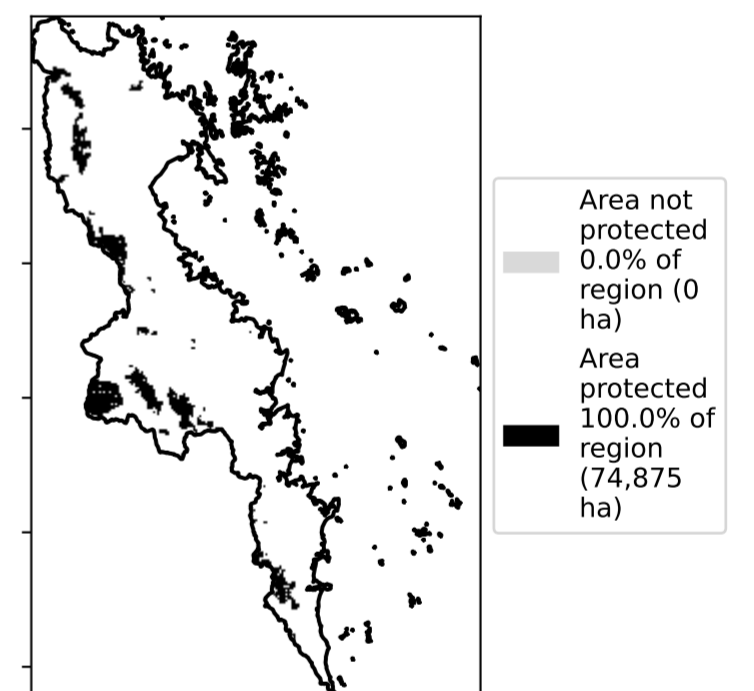 Area not
protected
0.0% of
region (0
ha)
Area
protected
100.0% of
region
(74,875
ha)